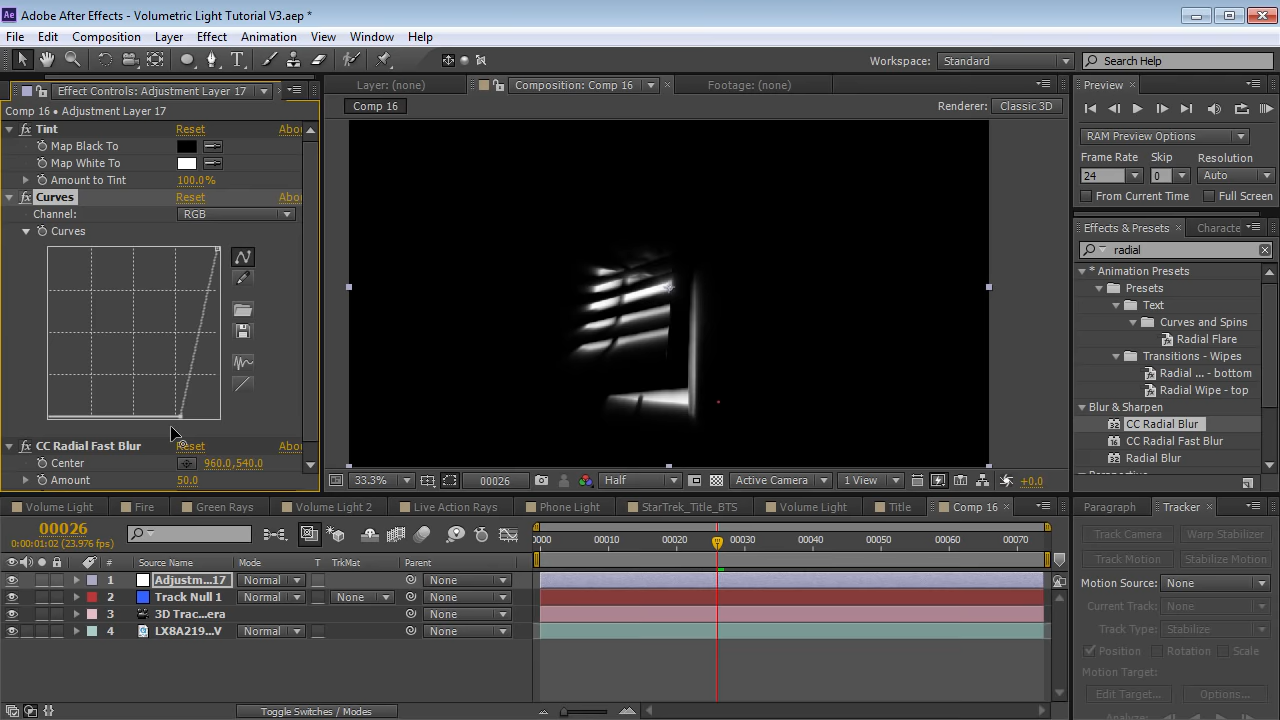 Adobe After Effects - Volumetric Light Tutorial V3.aep *
File Edit Composition Layer Effect Animation View Window Help
Workspace: Standard Search Help
Effect Controls: Adjustment Layer 17
Comp 16 • Adjustment Layer 17
Tint Reset Abou
Map Black To
Map White To
Amount to Tint 100.0%
Curves Reset Abou
Channel: RGB
Curves
CC Radial Fast Blur Reset Abou
Center 960.0,540.0
Amount 50.0
Layer: (none) Composition: Comp 16 Footage: (none)
Comp 16 Renderer: Classic 3D
33.3% 00026 Half Active Camera 1 View +0.0
Preview
RAM Preview Options
Frame Rate Skip Resolution
24 0 Auto
From Current Time Full Screen
Effects & Presets Characte
radial
* Animation Presets
Presets
Text
Curves and Spins
Radial Flare
Transitions - Wipes
Radial ... - bottom
Radial Wipe - top
Blur & Sharpen
CC Radial Blur
CC Radial Fast Blur
Radial Blur
Volume Light Fire Green Rays Volume Light 2 Live Action Rays Phone Light StarTrek_Title_BTS Volume Light Title Comp 16
00026
0:00:01:02 (23.976 fps)
0000 00010 00020 00030 00040 00050 00060 00070
# Source Name Mode T TrkMat Parent
1 Adjustm...17 Normal None
2 Track Null 1 Normal None None
3 3D Trac...era None
4 LX8A219...V Normal None
Toggle Switches / Modes
Paragraph Tracker
Track Camera Warp Stabilizer
Track Motion Stabilize Motion
Motion Source: None
Current Track: None
Track Type: Stabilize
Position Rotation Scale
Motion Target:
Edit Target... Options...